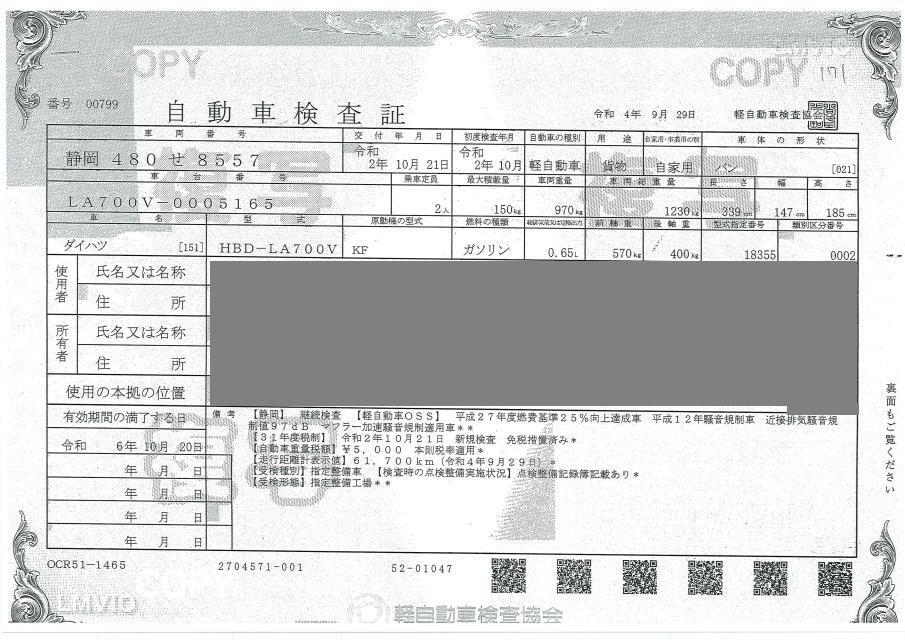 COPY
COPY 171
番号 00799
自動車検査証
令和 4年 9月 29日 軽自動車検査協会
車両番号 交付年月日 初度検査年月 自動車の種別 用途 自家用・事業用の別 車体の形状
静岡 480 せ 8557 令和 2年 10月 21日 令和 2年 10月 軽自動車 貨物 自家用 バン [021]
車台番号 乗車定員 最大積載量 車両重量 車両総重量 長さ 幅 高さ
LA700V-0005165 2人 150kg 970kg 1230kg 339cm 147cm 185cm
車名 型式 原動機の型式 燃料の種類 総排気量又は定格出力 前軸重 後軸重 型式指定番号 類別区分番号
ダイハツ [151] HBD-LA700V KF ガソリン 0.65L 570kg 400kg 18355 0002
使用者 氏名又は名称
住所
所有者 氏名又は名称
住所
使用の本拠の位置
有効期間の満了する日
令和 6年 10月 20日
年 月 日
年 月 日
年 月 日
年 月 日
備考 【静岡】 継続検査 【軽自動車OSS】 平成27年度燃費基準25%向上達成車 平成12年騒音規制車 近接排気騒音規
制値97dB マフラー加速騒音規制適用車**
【31年度税制】 令和2年10月21日 新規検査 免税措置済み*
【自動車重量税額】¥5,000 本則税率適用*
【走行距離計表示値】61,700km(令和4年9月29日)*
【受検種別】指定整備車 【検査時の点検整備実施状況】点検整備記録簿記載あり*
【受検形態】指定整備工場**
裏面もご覧ください
OCR51-1465 2704571-001 52-01047
LMVIO
軽自動車検査協会